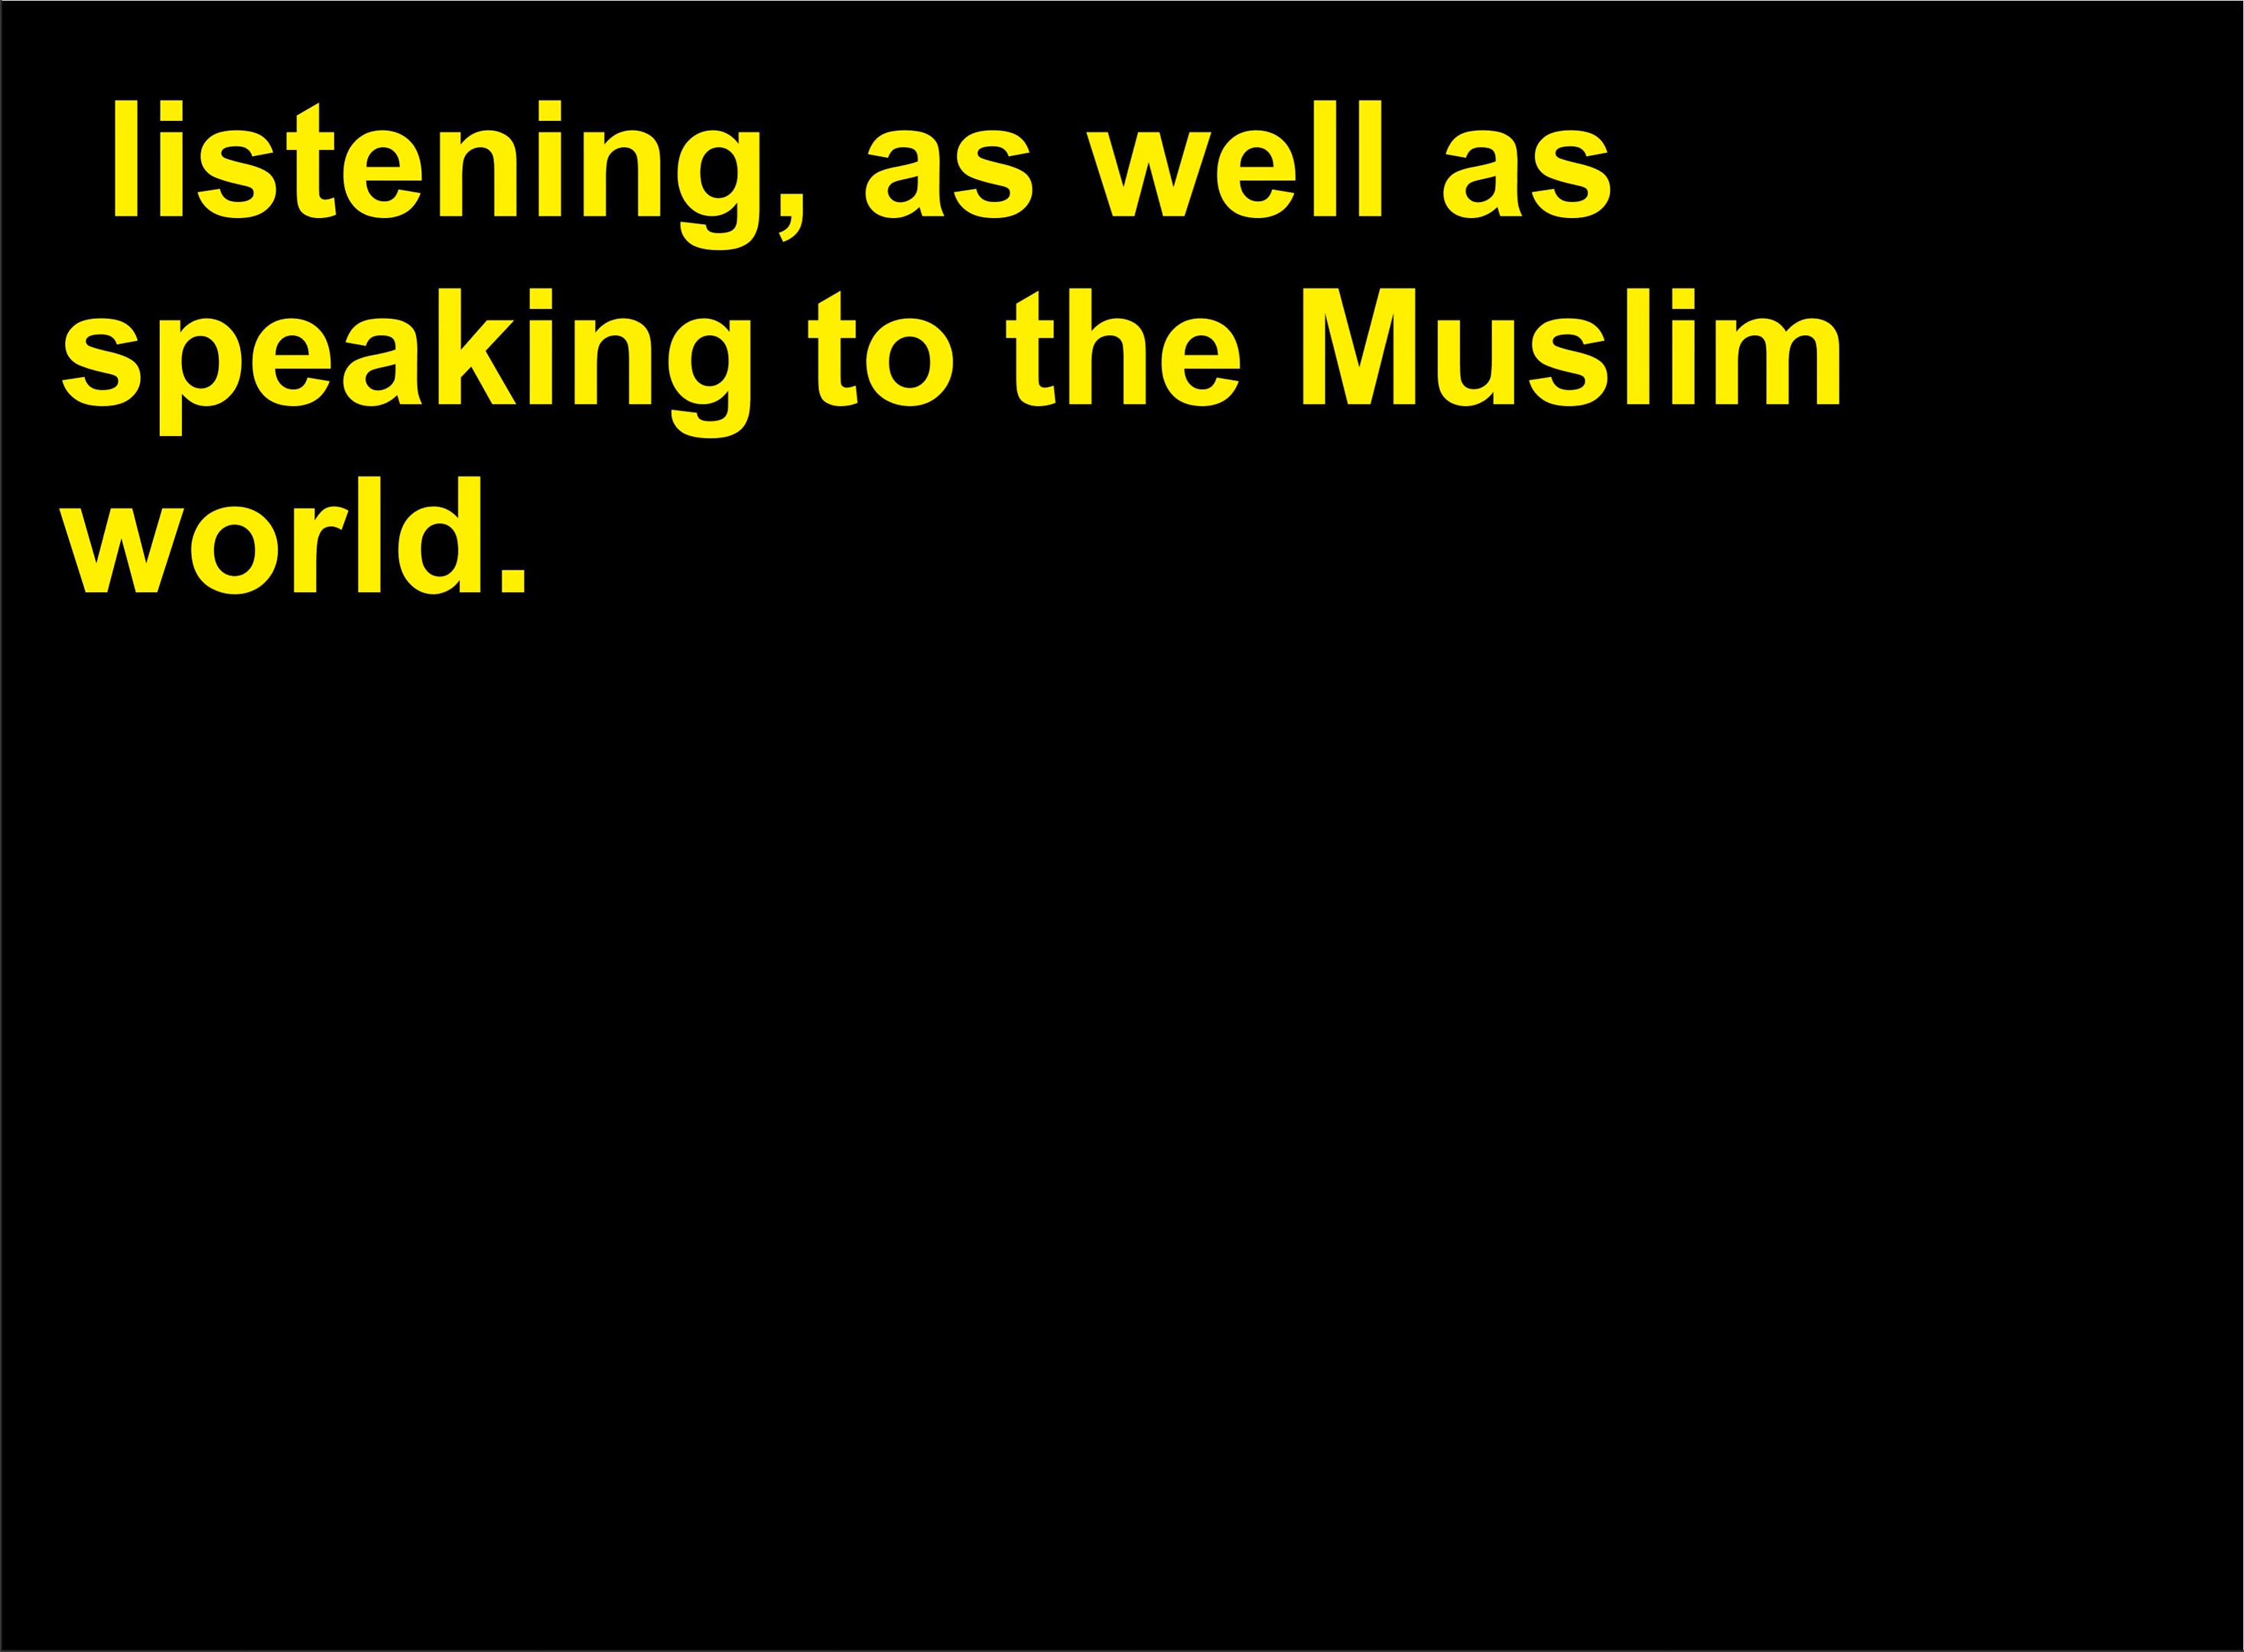 listening, as well as
speaking to the Muslim
world.